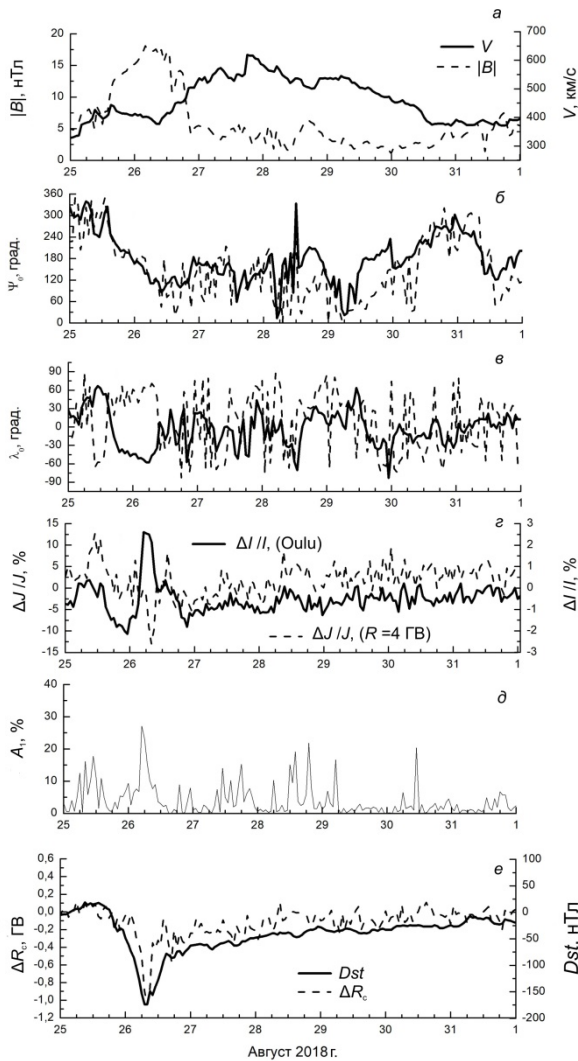 а
20
15
10
5
0
|B|, нТл
V
|B|
700
600
500
400
300
V, км/с
25 26 27 28 29 30 31 1
б
360
300
240
180
120
60
0
Ψ₀, град.
25 26 27 28 29 30 31 1
в
90
60
30
0
-30
-60
-90
λ₀, град.
25 26 27 28 29 30 31 1
г
15
10
5
0
-5
-10
-15
ΔJ /J, %
ΔI /I, (Oulu)
ΔJ /J, (R =4 ГВ)
3
2
1
0
-1
-2
-3
ΔI /I, %
25 26 27 28 29 30 31 1
д
40
30
20
10
0
A₁, %
25 26 27 28 29 30 31 1
е
0,6
0,4
0,2
0,0
-0,2
-0,4
-0,6
-0,8
-1,0
-1,2
ΔR꜀, ГВ
Dst
ΔR꜀
100
50
0
-50
-100
-150
-200
Dst, нТл
25 26 27 28 29 30 31 1
Август 2018 г.